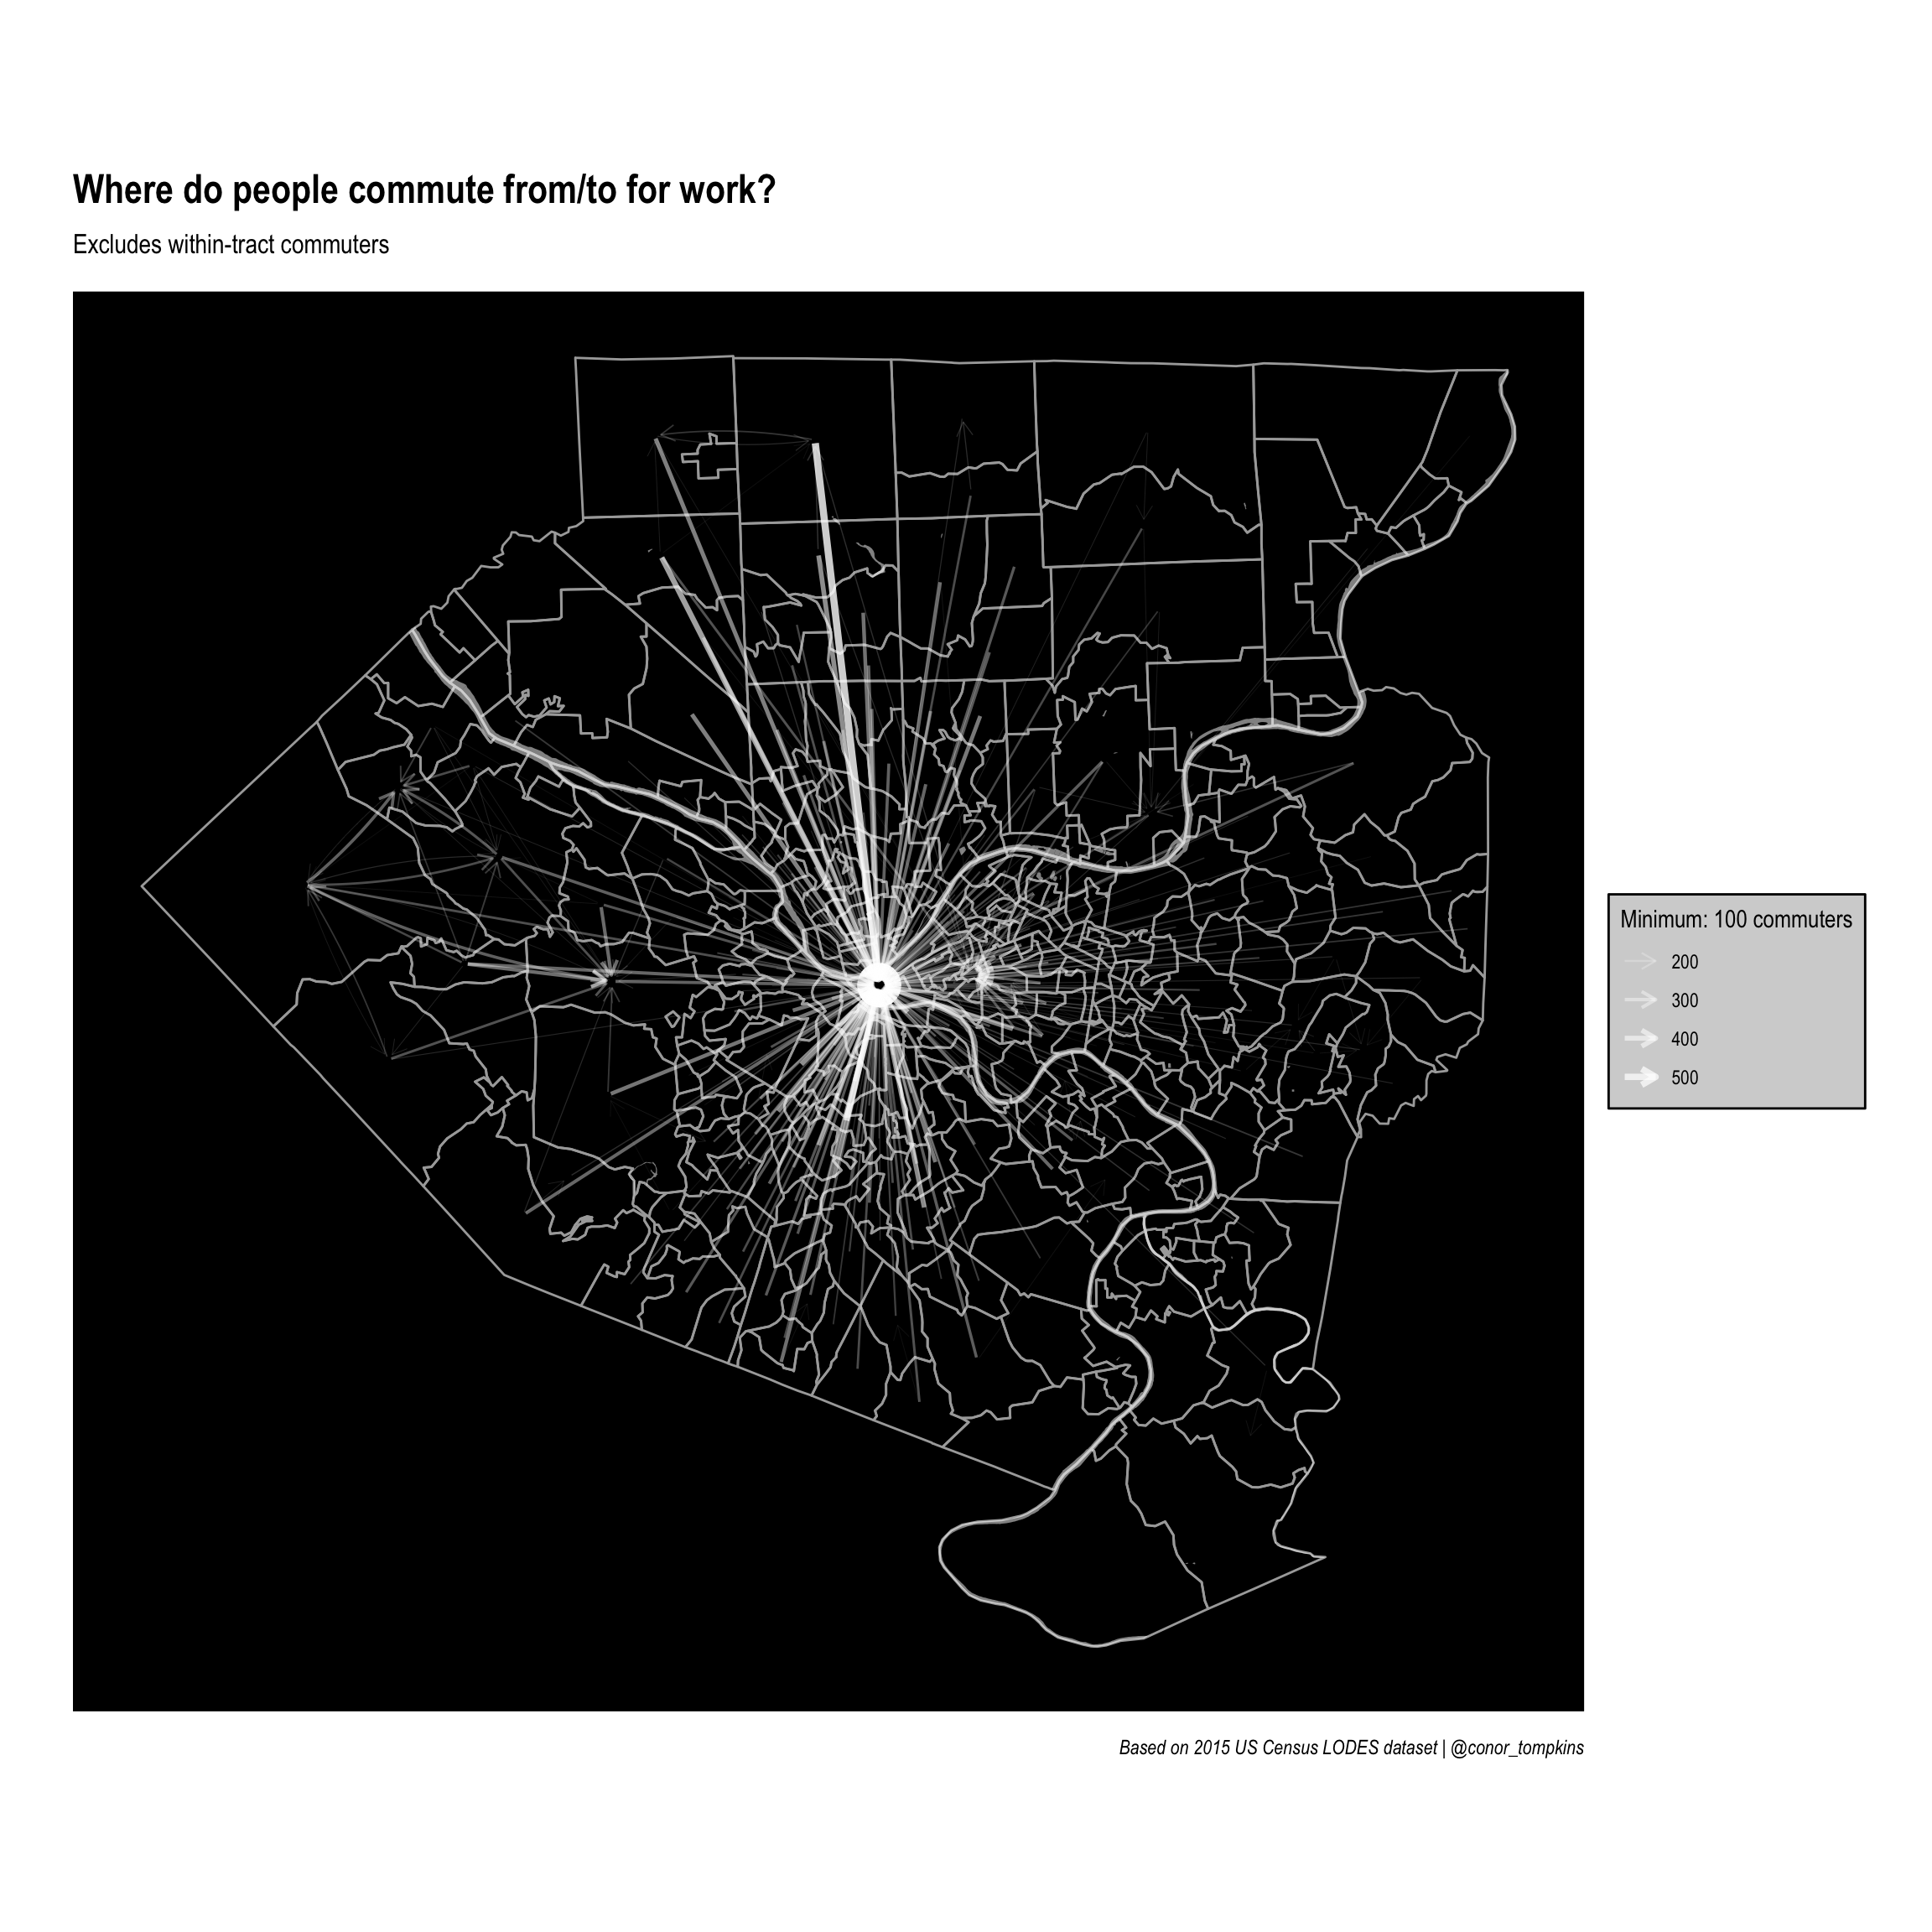 Where do people commute from/to for work?
Excludes within-tract commuters
Minimum: 100 commuters
200
300
400
500
Based on 2015 US Census LODES dataset | @conor_tompkins